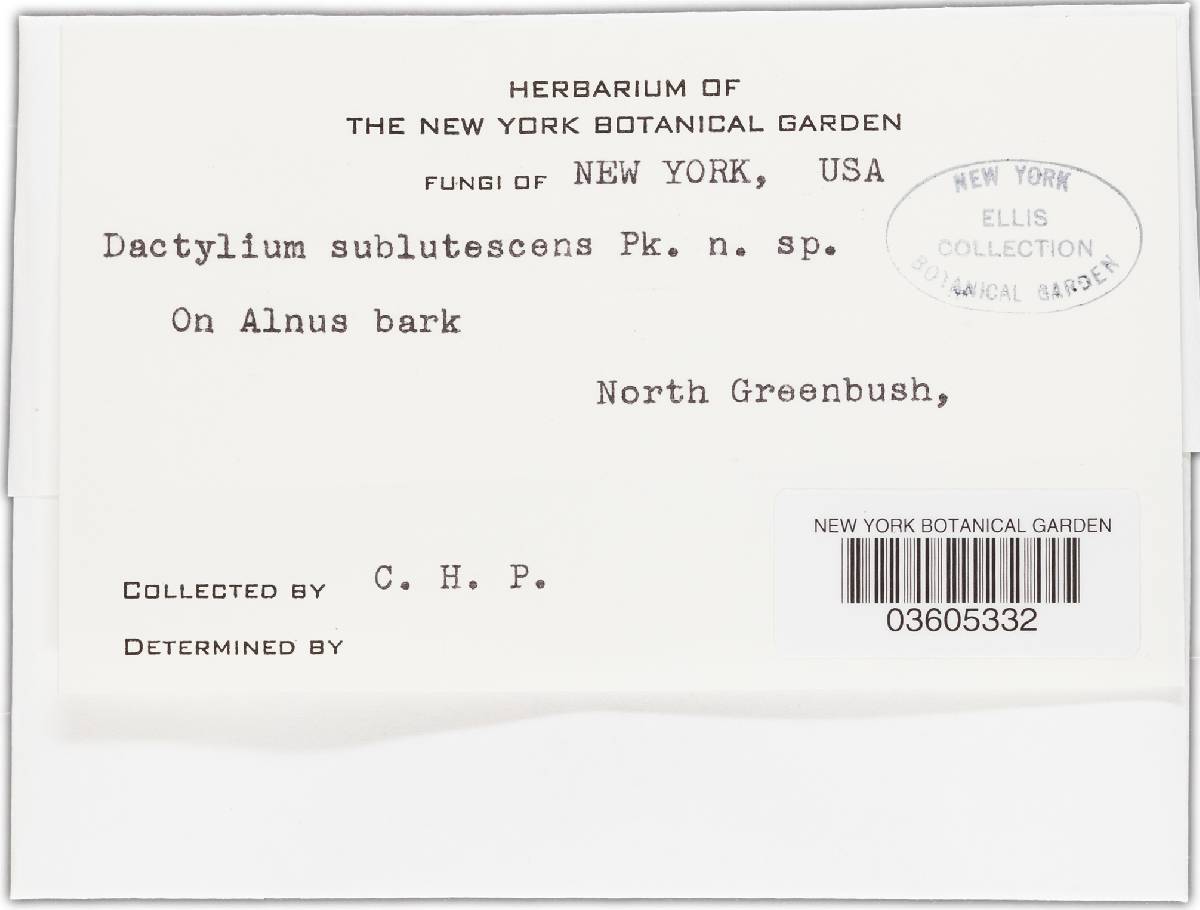 HERBARIUM OF
THE NEW YORK BOTANICAL GARDEN
FUNGI OF NEW YORK, USA
Dactylium sublutescens Pk. n. sp.
NEW YORK
ELLIS
COLLECTION
BOTANICAL GARDEN
On Alnus bark
North Greenbush,
NEW YORK BOTANICAL GARDEN
03605332
COLLECTED BY C. H. P.
DETERMINED BY